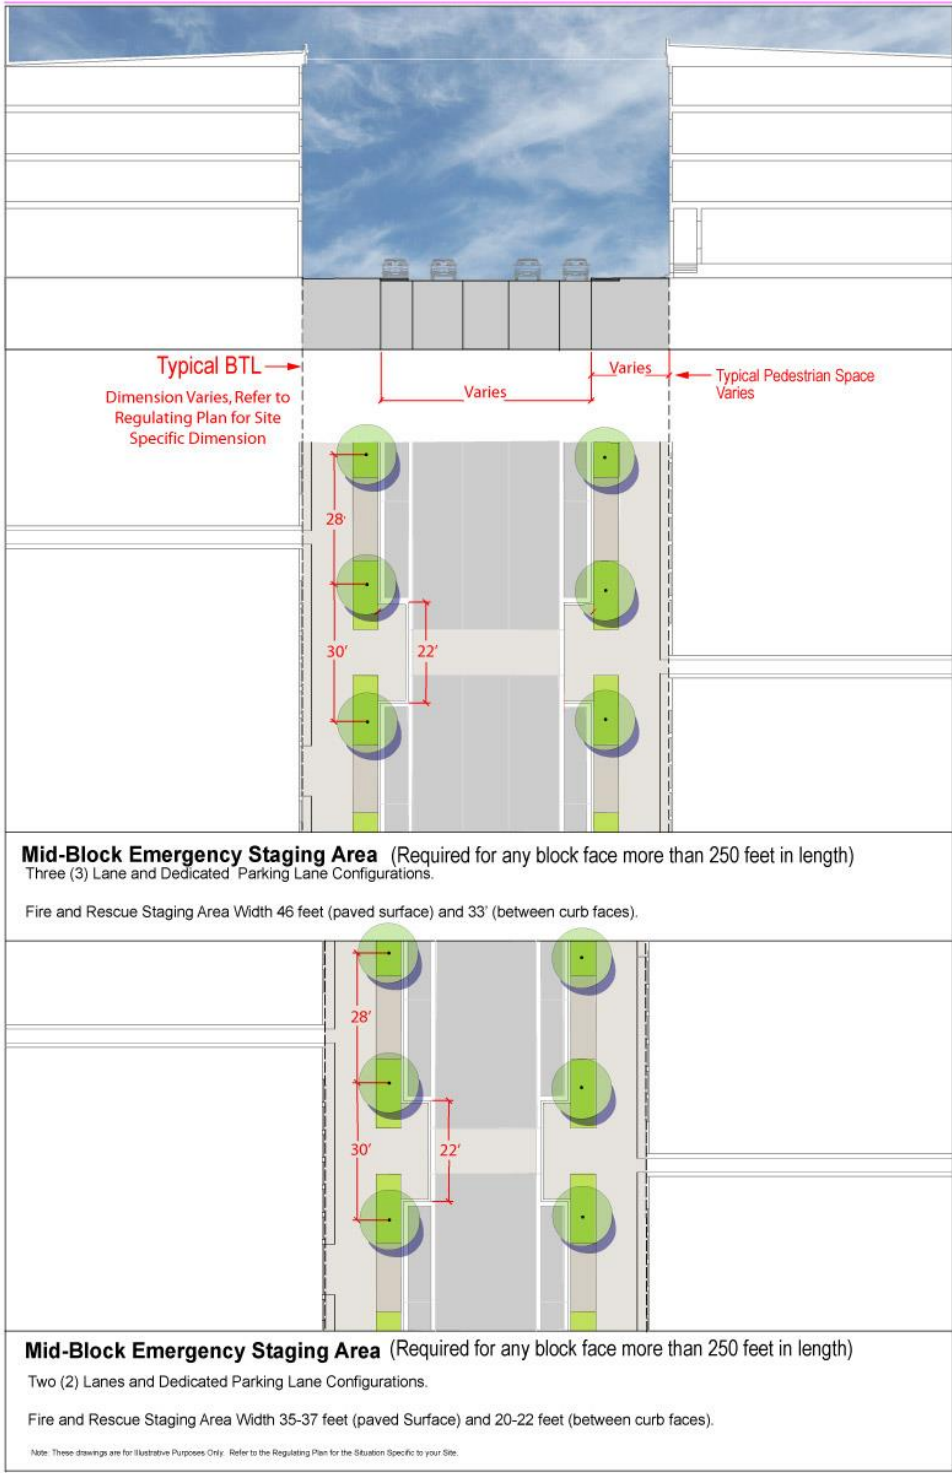 Typical BTL
Dimension Varies, Refer to
Regulating Plan for Site
Specific Dimension
Varies
Varies
Typical Pedestrian Space
Varies
28'
30'
22'
Mid-Block Emergency Staging Area (Required for any block face more than 250 feet in length)
Three (3) Lane and Dedicated Parking Lane Configurations.
Fire and Rescue Staging Area Width 46 feet (paved surface) and 33' (between curb faces).
28'
30'
22'
Mid-Block Emergency Staging Area (Required for any block face more than 250 feet in length)
Two (2) Lanes and Dedicated Parking Lane Configurations.
Fire and Rescue Staging Area Width 35-37 feet (paved Surface) and 20-22 feet (between curb faces).
Note: These drawings are for Illustrative Purposes Only. Refer to the Regulating Plan for the Situation Specific to your Site.